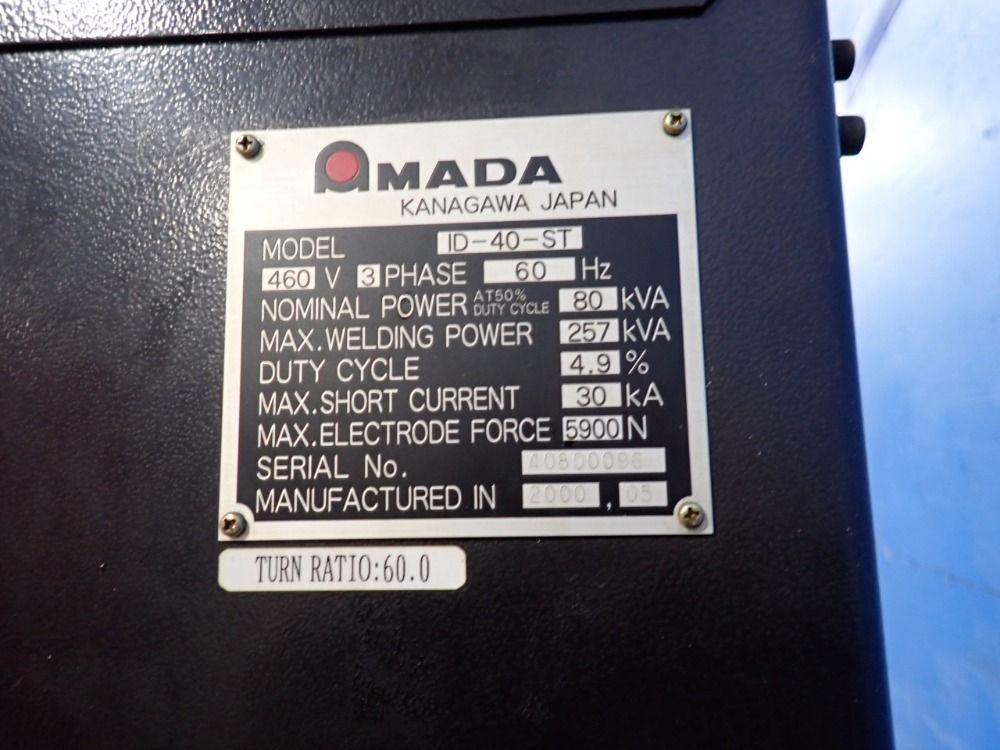 AMADA
KANAGAWA JAPAN
MODEL ID-40-ST
460 V 3 PHASE 60 Hz
NOMINAL POWER AT50% DUTY CYCLE 80 kVA
MAX.WELDING POWER 257 kVA
DUTY CYCLE 4.9 %
MAX.SHORT CURRENT 30 kA
MAX.ELECTRODE FORCE 5900 N
SERIAL No. 40800096
MANUFACTURED IN 2000 , 05
TURN RATIO:60.0